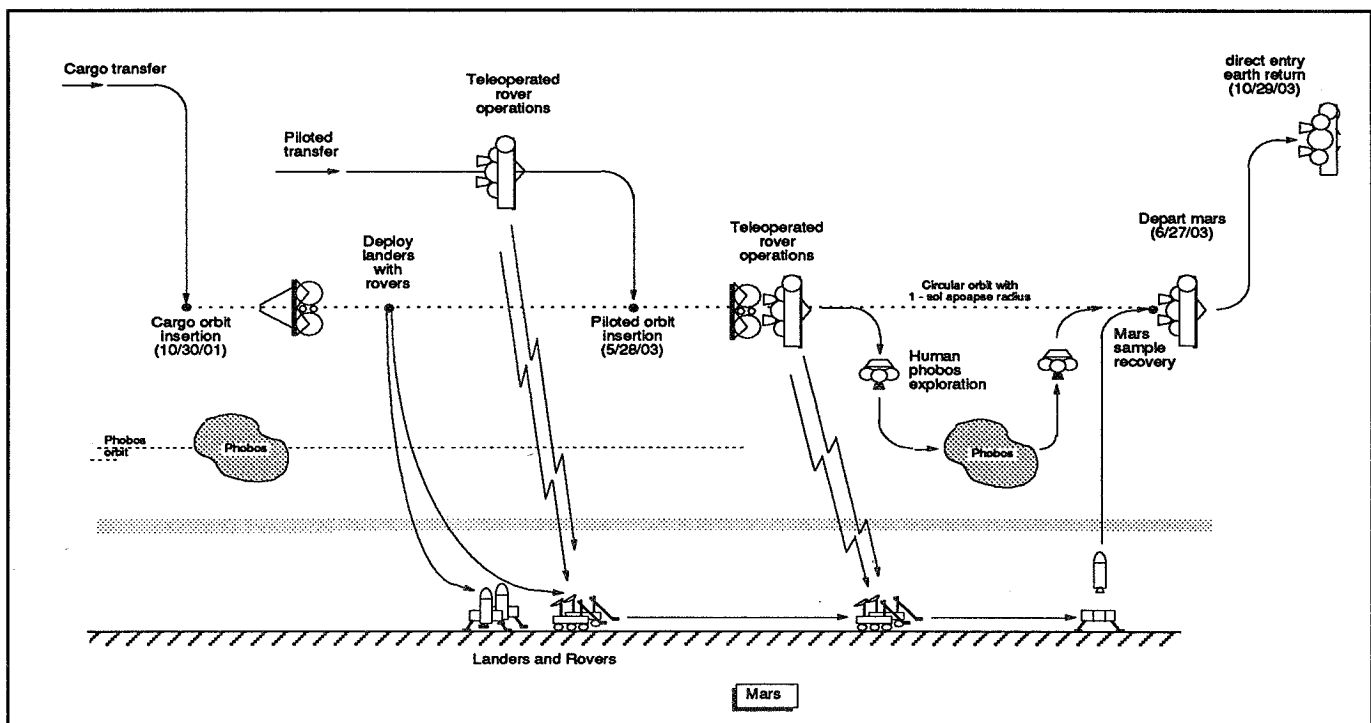 Cargo transfer
Teleoperated
rover
operations
direct entry
earth return
(10/29/03)
Piloted
transfer
Deploy
landers
with
rovers
Teleoperated
rover
operations
Depart mars
(6/27/03)
Circular orbit with
1 - sol apoapse radius
Cargo orbit
insertion
(10/30/01)
Piloted orbit
insertion
(5/28/03)
Human
phobos
exploration
Mars
sample
recovery
Phobos
orbit
Phobos
Phobos
Landers and Rovers
Mars